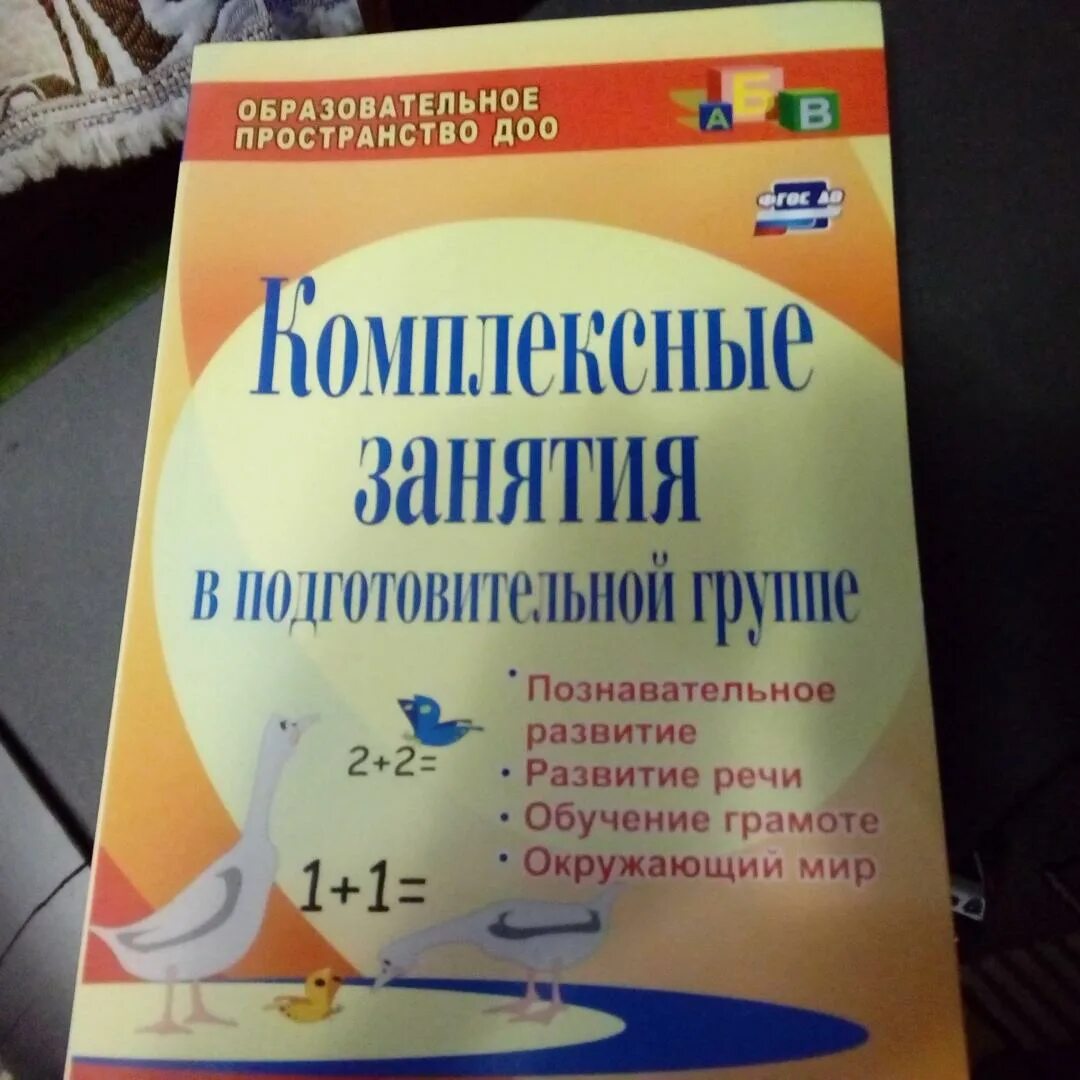 ОБРАЗОВАТЕЛЬНОЕ
ПРОСТРАНСТВО ДОО
А Б В
ФГОС ДО
Комплексные
занятия
в подготовительной группе
• Познавательное
развитие
• Развитие речи
• Обучение грамоте
• Окружающий мир
2+2=
1+1=